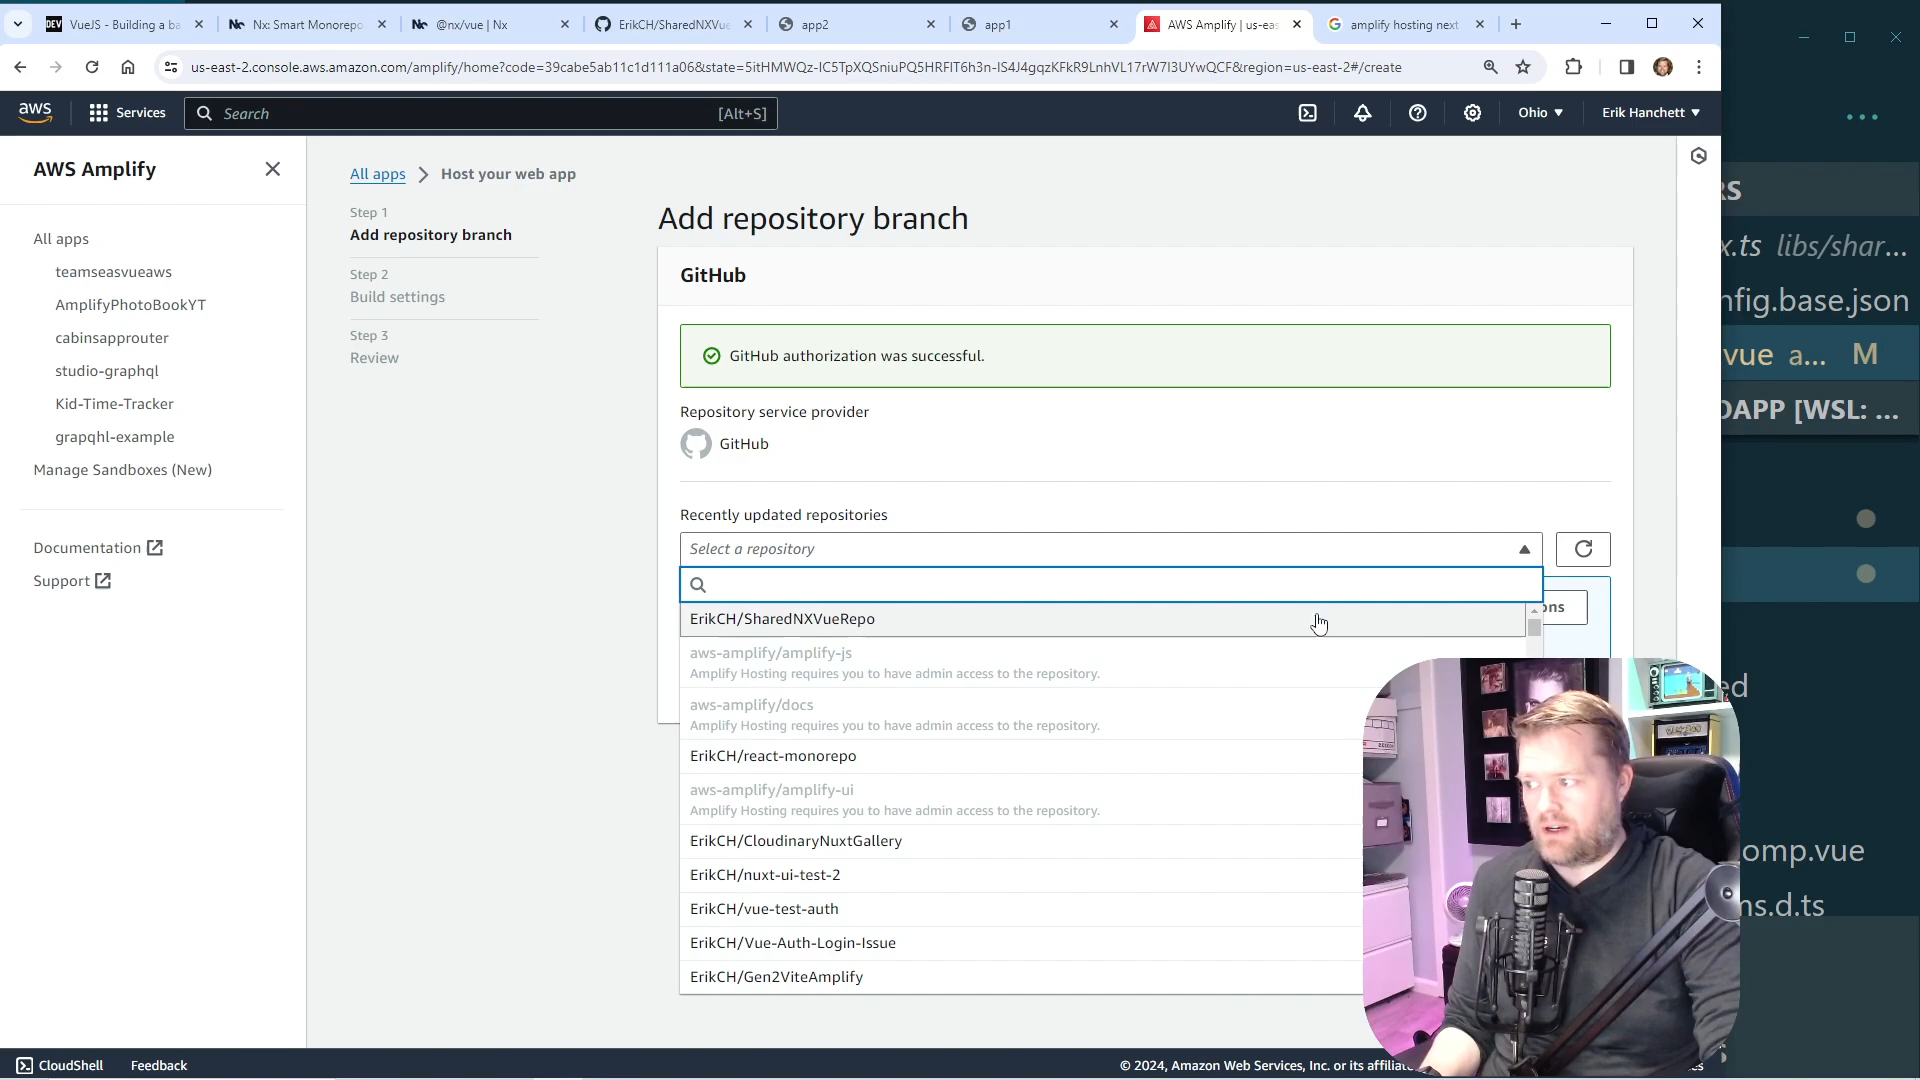 VueJS - Building a ba
Nx: Smart Monorepo
@nx/vue | Nx
ErikCH/SharedNXVue
app2
app1
AWS Amplify | us-eas
amplify hosting next
us-east-2.console.aws.amazon.com/amplify/home?code=39cabe5ab11c1d111a06&state=5itHMWQz-IC5TpXQSniuPQ5HRFIT6h3n-IS4J4gqzKFkR9LnhVL17rW7I3UYwQCF&region=us-east-2#/create
aws
Services
Search
[Alt+S]
Ohio
Erik Hanchett
AWS Amplify
All apps
teamseasvueaws
AmplifyPhotoBookYT
cabinsapprouter
studio-graphql
Kid-Time-Tracker
grapqhl-example
Manage Sandboxes (New)
Documentation
Support
All apps
Host your web app
Step 1
Add repository branch
Step 2
Build settings
Step 3
Review
Add repository branch
GitHub
GitHub authorization was successful.
Repository service provider
GitHub
Recently updated repositories
Select a repository
ons
ErikCH/SharedNXVueRepo
aws-amplify/amplify-js
Amplify Hosting requires you to have admin access to the repository.
aws-amplify/docs
Amplify Hosting requires you to have admin access to the repository.
ErikCH/react-monorepo
aws-amplify/amplify-ui
Amplify Hosting requires you to have admin access to the repository.
ErikCH/CloudinaryNuxtGallery
ErikCH/nuxt-ui-test-2
ErikCH/vue-test-auth
ErikCH/Vue-Auth-Login-Issue
ErikCH/Gen2ViteAmplify
RS
x.ts libs/shar...
nfig.base.json
vue a... M
DAPP [WSL: ...
ed
omp.vue
ns.d.ts
CloudShell
Feedback
© 2024, Amazon Web Services, Inc. or its affiliat